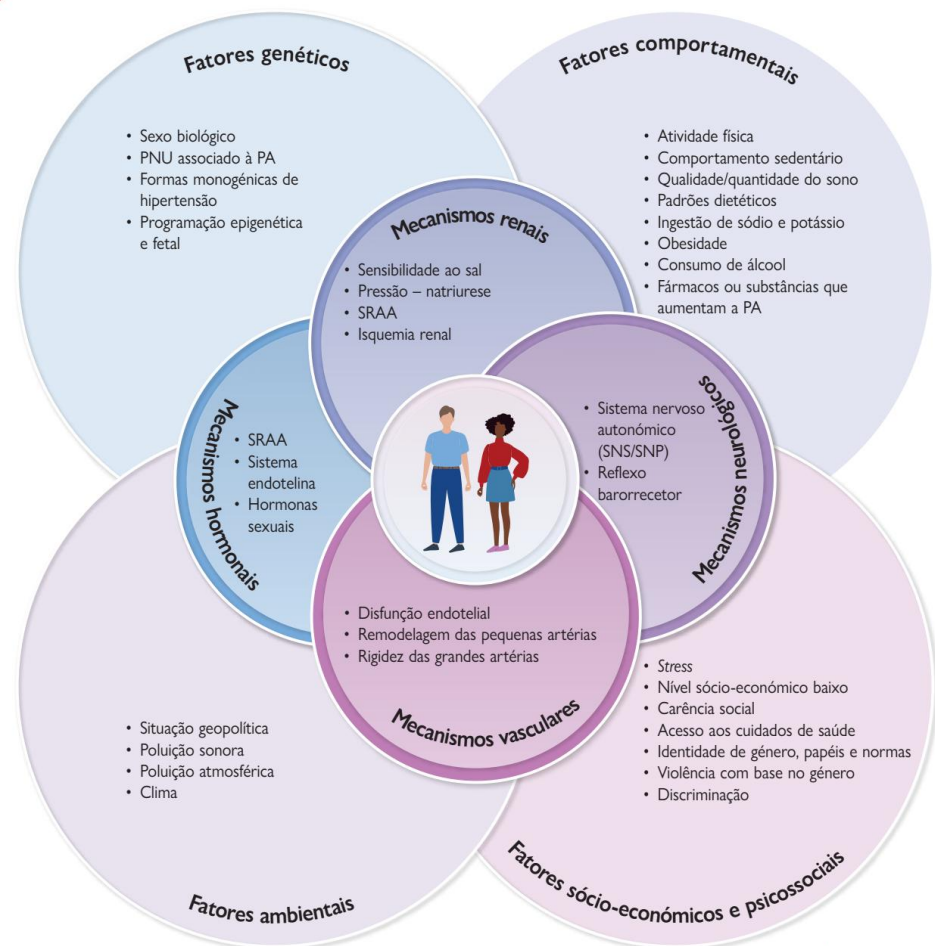 Fatores genéticos
• Sexo biológico
• PNU associado à PA
• Formas monogénicas de
hipertensão
• Programação epigenética
e fetal
Fatores comportamentais
• Atividade física
• Comportamento sedentário
• Qualidade/quantidade do sono
• Padrões dietéticos
• Ingestão de sódio e potássio
• Obesidade
• Consumo de álcool
• Fármacos ou substâncias que
aumentam a PA
Mecanismos renais
• Sensibilidade ao sal
• Pressão – natriurese
• SRAA
• Isquemia renal
Mecanismos hormonais
• SRAA
• Sistema
endotelina
• Hormonas
sexuais
Mecanismos neurológicos
• Sistema nervoso
autonómico
(SNS/SNP)
• Reflexo
barorrecetor
• Disfunção endotelial
• Remodelagem das pequenas artérias
• Rigidez das grandes artérias
Mecanismos vasculares
• Situação geopolítica
• Poluição sonora
• Poluição atmosférica
• Clima
Fatores ambientais
• Stress
• Nível sócio-económico baixo
• Carência social
• Acesso aos cuidados de saúde
• Identidade de género, papéis e normas
• Violência com base no género
• Discriminação
Fatores sócio-económicos e psicossociais